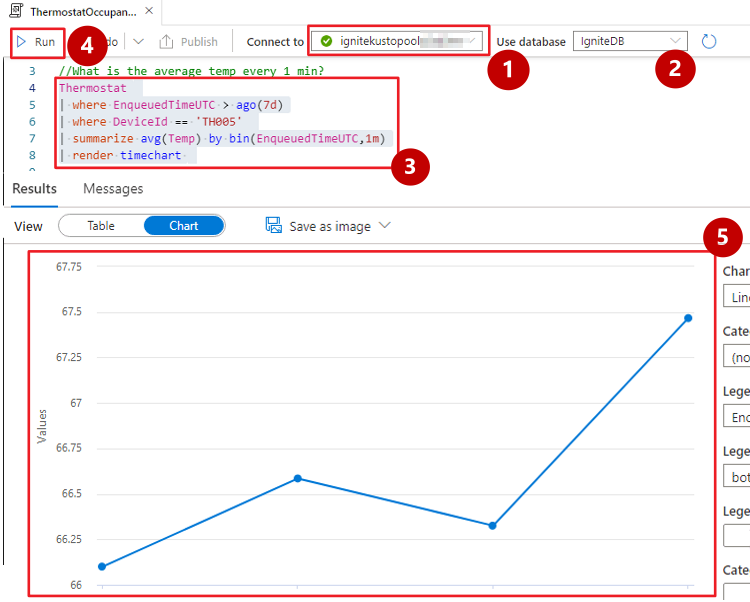 ThermostatOccupan...
Run
do
Publish
Connect to
ignitekustopool
Use database
IgniteDB
4
1
2
3 //What is the average temp every 1 min?
4 Thermostat
5 | where EnqueuedTimeUTC > ago(7d)
6 | where DeviceId == 'TH005'
7 | summarize avg(Temp) by bin(EnqueuedTimeUTC,1m)
8 | render timechart
3
Results
Messages
View
Table
Chart
Save as image
5
67.75
67.5
67.25
67
66.75
66.5
66.25
66
Values
Char
Line
Cate
(no
Lege
Enq
Lege
bot
Lege
Cate